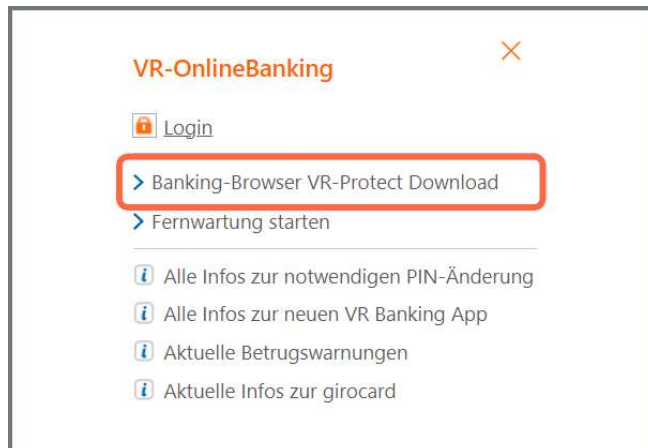 VR-OnlineBanking
Login
Banking-Browser VR-Protect Download
Fernwartung starten
Alle Infos zur notwendigen PIN-Änderung
Alle Infos zur neuen VR Banking App
Aktuelle Betrugswarnungen
Aktuelle Infos zur girocard